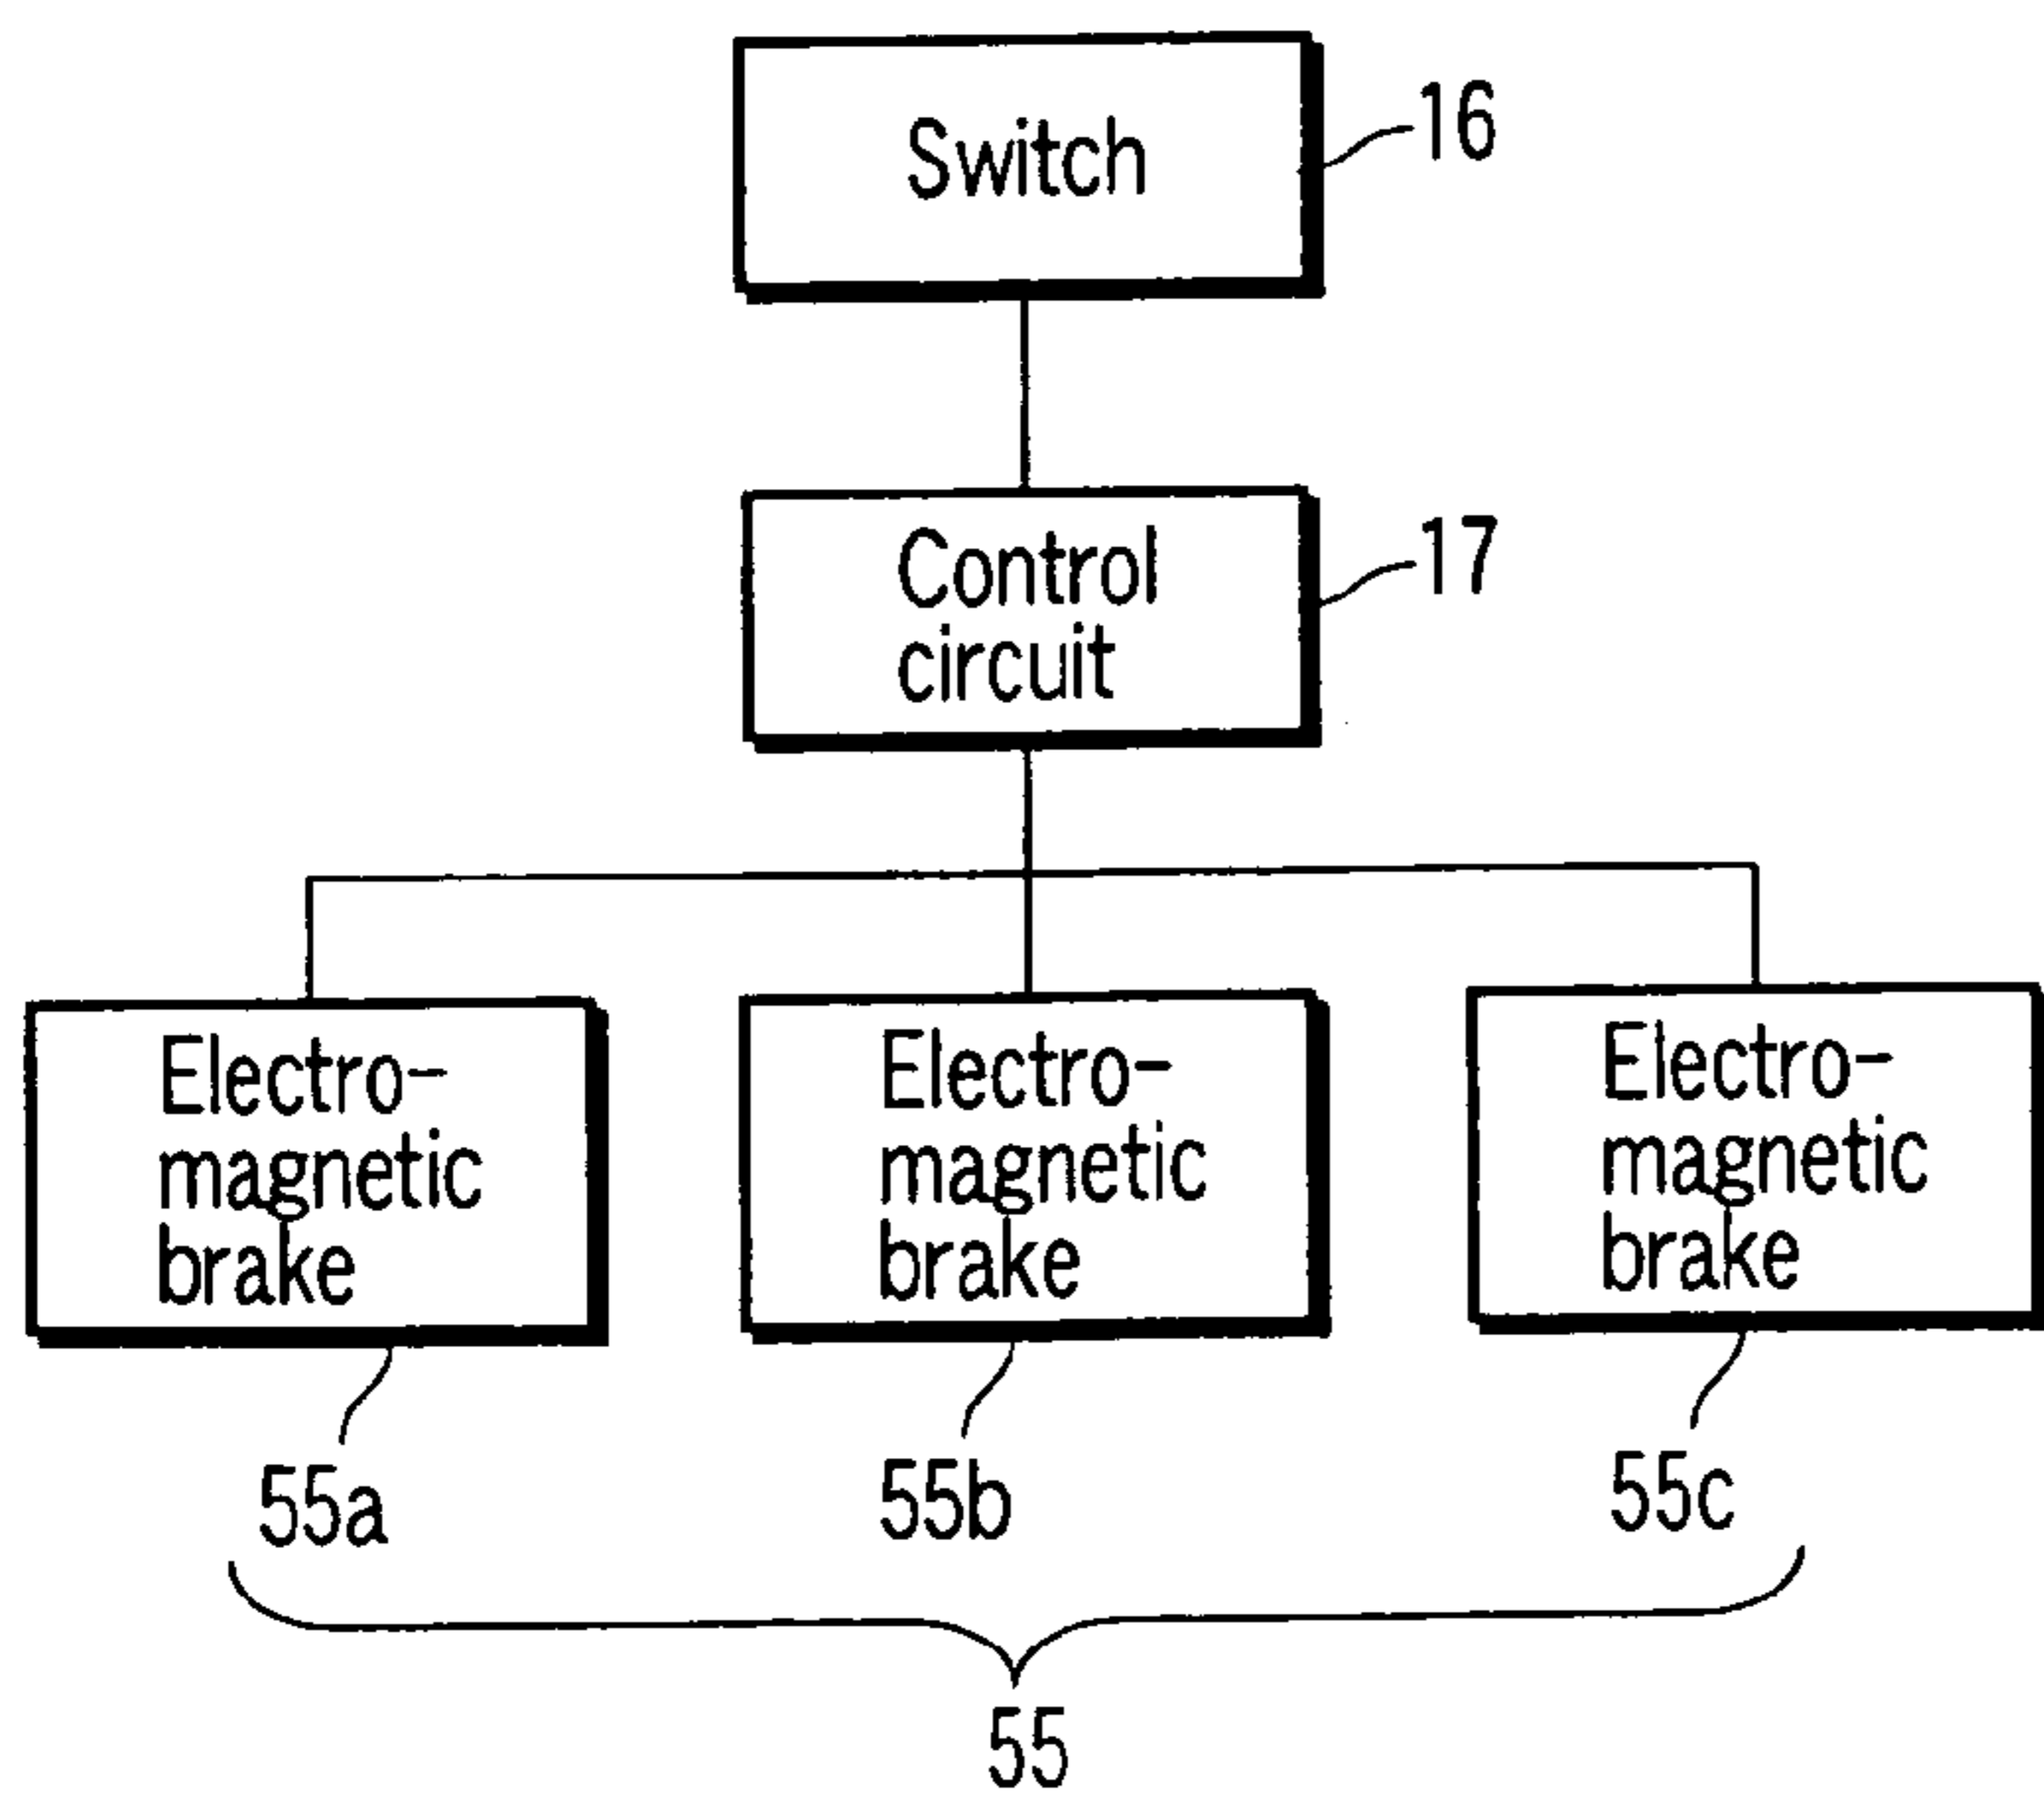 Switch
16
Control
circuit
17
Electro-
magnetic
brake
Electro-
magnetic
brake
Electro-
magnetic
brake
55a
55b
55c
55